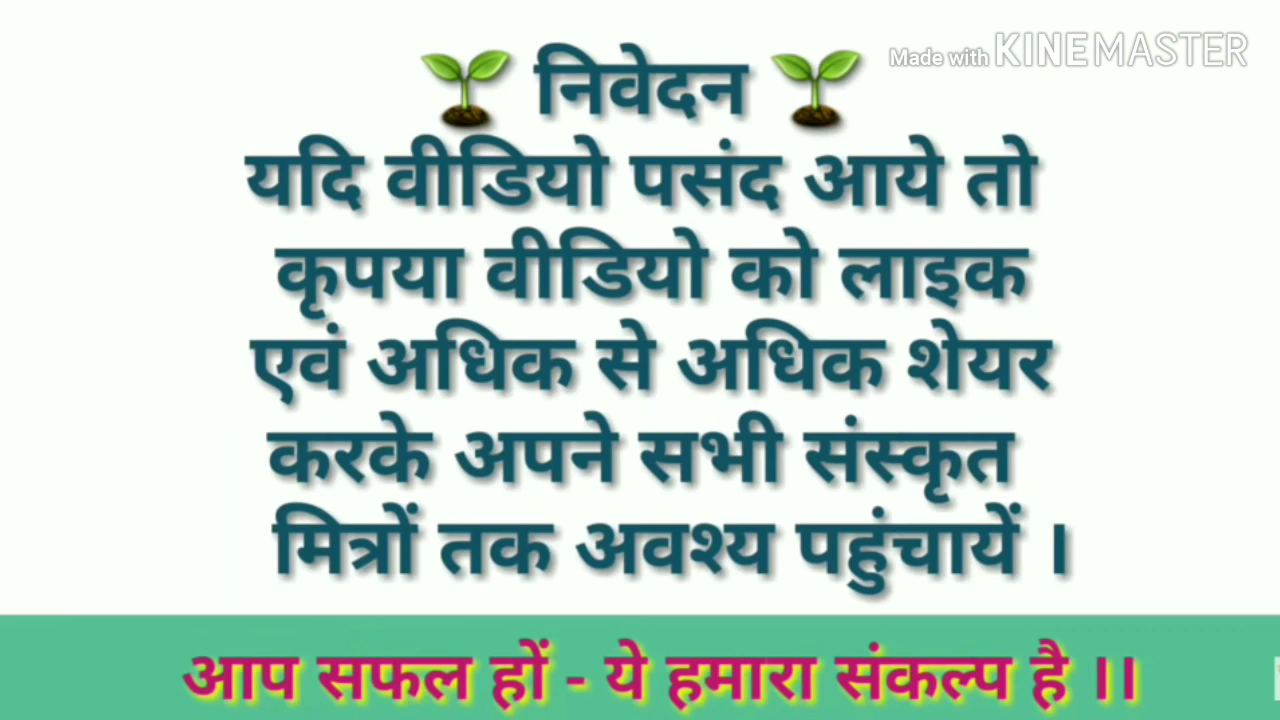 Made with KINEMASTER
🌱 निवेदन 🌱
यदि वीडियो पसंद आये तो
कृपया वीडियो को लाइक
एवं अधिक से अधिक शेयर
करके अपने सभी संस्कृत
मित्रों तक अवश्य पहुंचायें ।
आप सफल हों - ये हमारा संकल्प है ।।